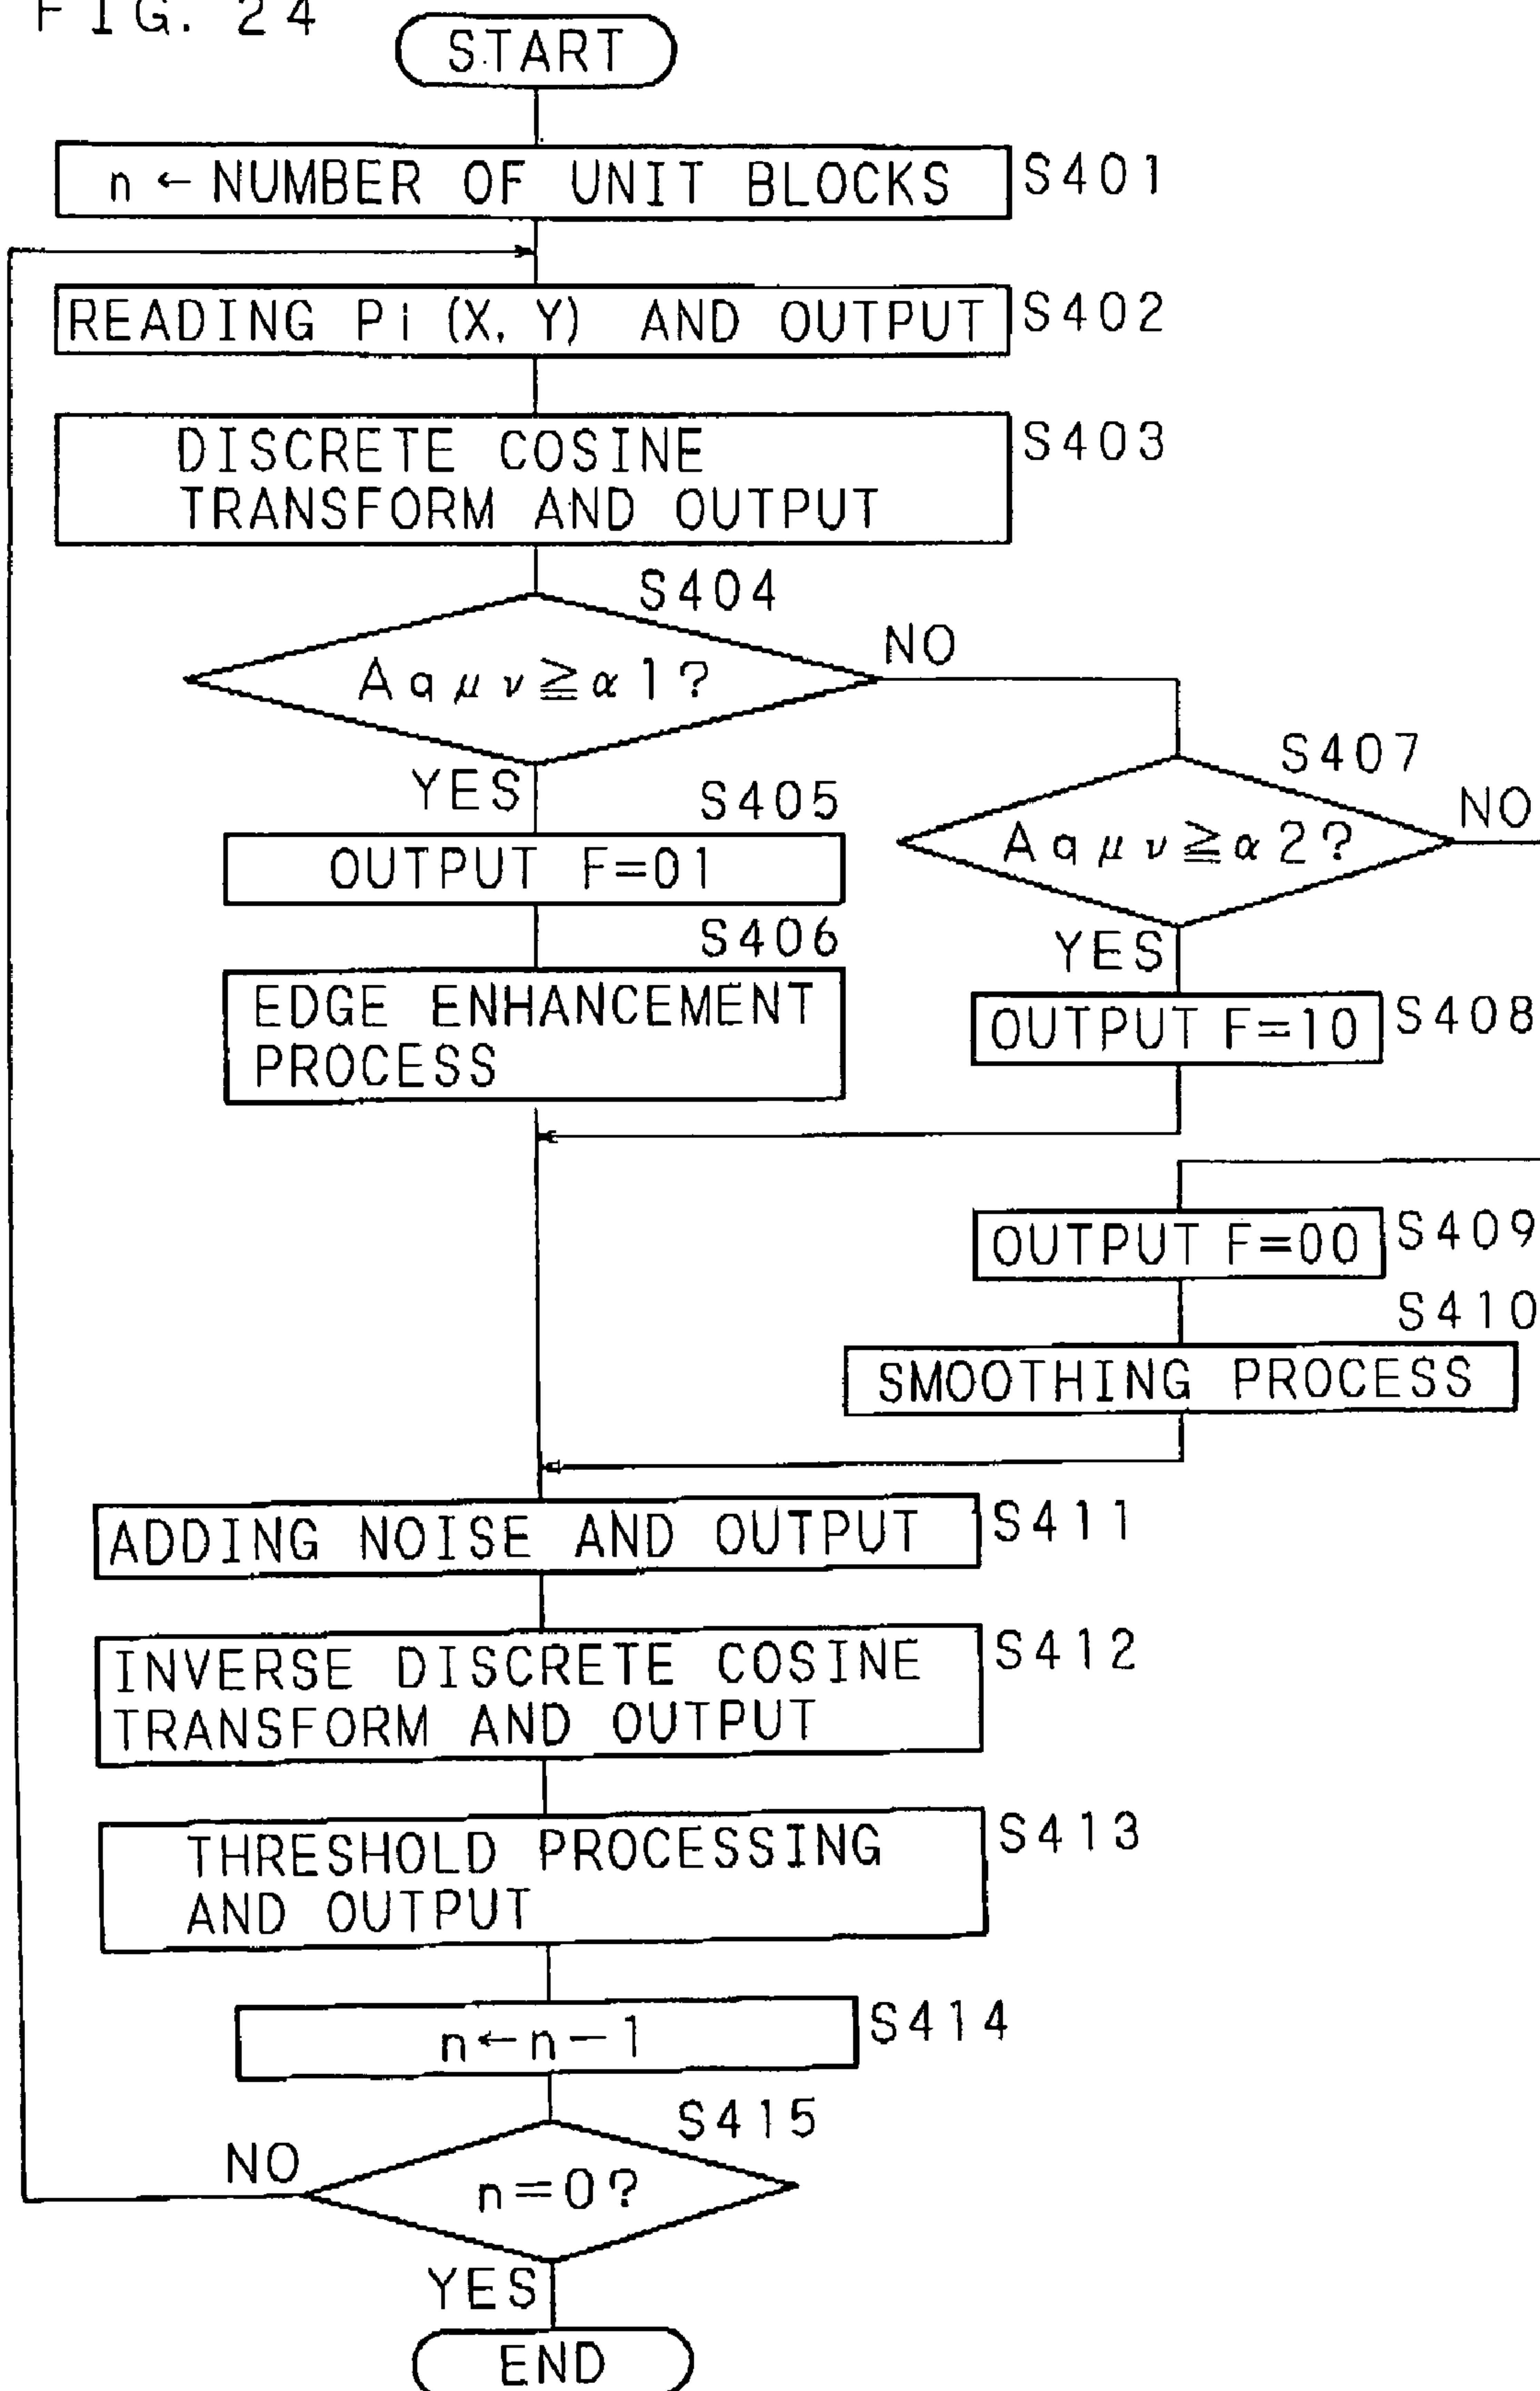 FIG. 24
START
n ← NUMBER OF UNIT BLOCKS
S401
READING Pi (X, Y) AND OUTPUT
S402
DISCRETE COSINE
TRANSFORM AND OUTPUT
S403
S404
Aqμν≧α1?
NO
YES
S405
OUTPUT F=01
S406
EDGE ENHANCEMENT
PROCESS
S407
Aqμν≧α2?
NO
YES
OUTPUT F=10
S408
OUTPUT F=00
S409
S410
SMOOTHING PROCESS
ADDING NOISE AND OUTPUT
S411
INVERSE DISCRETE COSINE
TRANSFORM AND OUTPUT
S412
THRESHOLD PROCESSING
AND OUTPUT
S413
n←n−1
S414
S415
n=0?
NO
YES
END